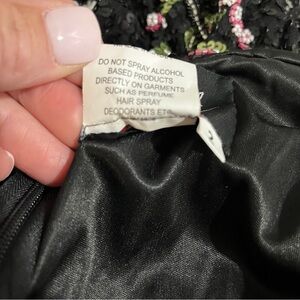 DO NOT SPRAY ALCOHOL
BASED PRODUCTS
DIRECTLY ON GARMENTS
SUCH AS PERFUME
HAIR SPRAY
DEODORANTS ETC